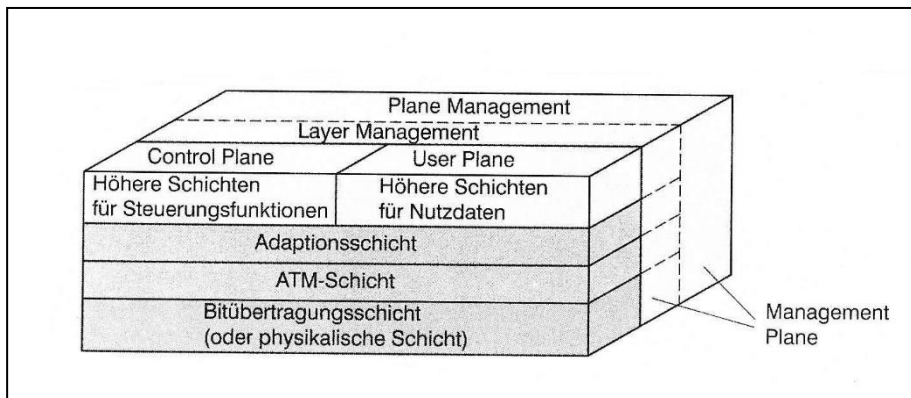 Plane Management
Layer Management
Control Plane
User Plane
Höhere Schichten
für Steuerungsfunktionen
Höhere Schichten
für Nutzdaten
Adaptionsschicht
ATM-Schicht
Bitübertragungsschicht
(oder physikalische Schicht)
Management
Plane